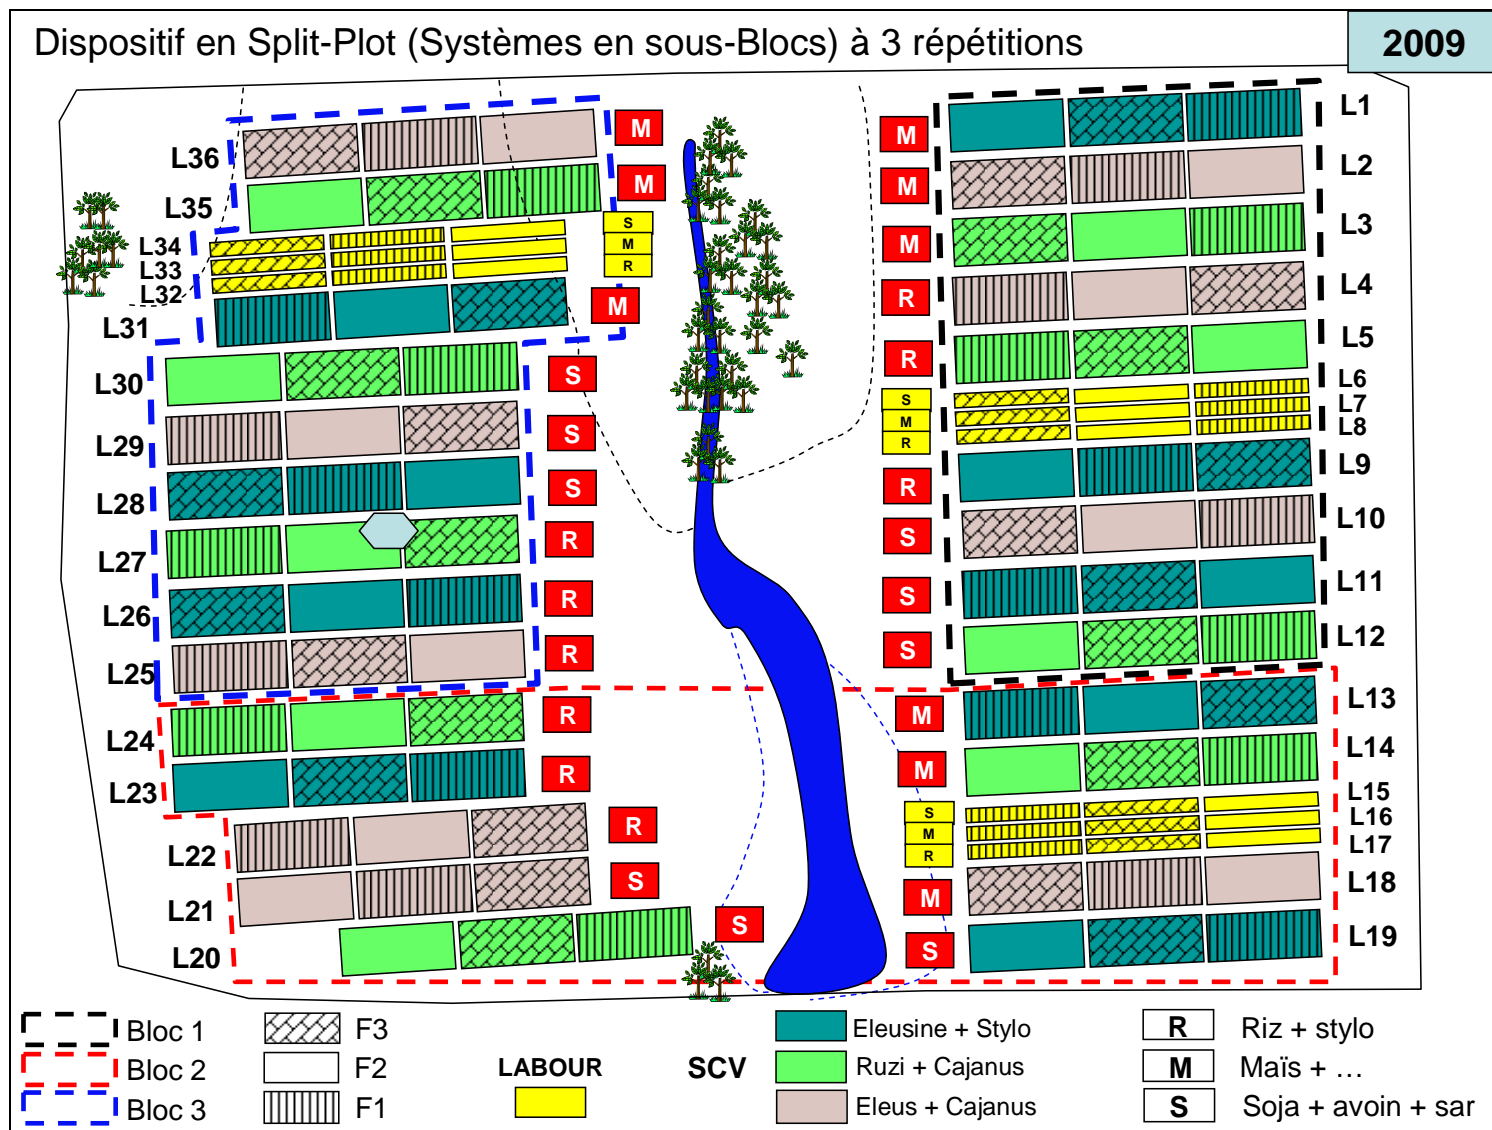 Dispositif en Split-Plot (Systèmes en sous-Blocs) à 3 répétitions
2009
L36
M
L35
M
L34
S
L33
M
L32
R
L31
M
L30
S
L29
S
L28
S
L27
R
L26
R
L25
R
L24
R
L23
R
L22
R
L21
S
L20
S
M
L1
M
L2
M
L3
R
L4
R
L5
S
L6
M
L7
R
L8
R
L9
S
L10
S
L11
S
L12
M
L13
M
L14
S
L15
M
L16
R
L17
M
L18
S
L19
Bloc 1
Bloc 2
Bloc 3
F3
F2
F1
LABOUR
SCV
Eleusine + Stylo
Ruzi + Cajanus
Eleus + Cajanus
R Riz + stylo
M Maïs + …
S Soja + avoin + sar